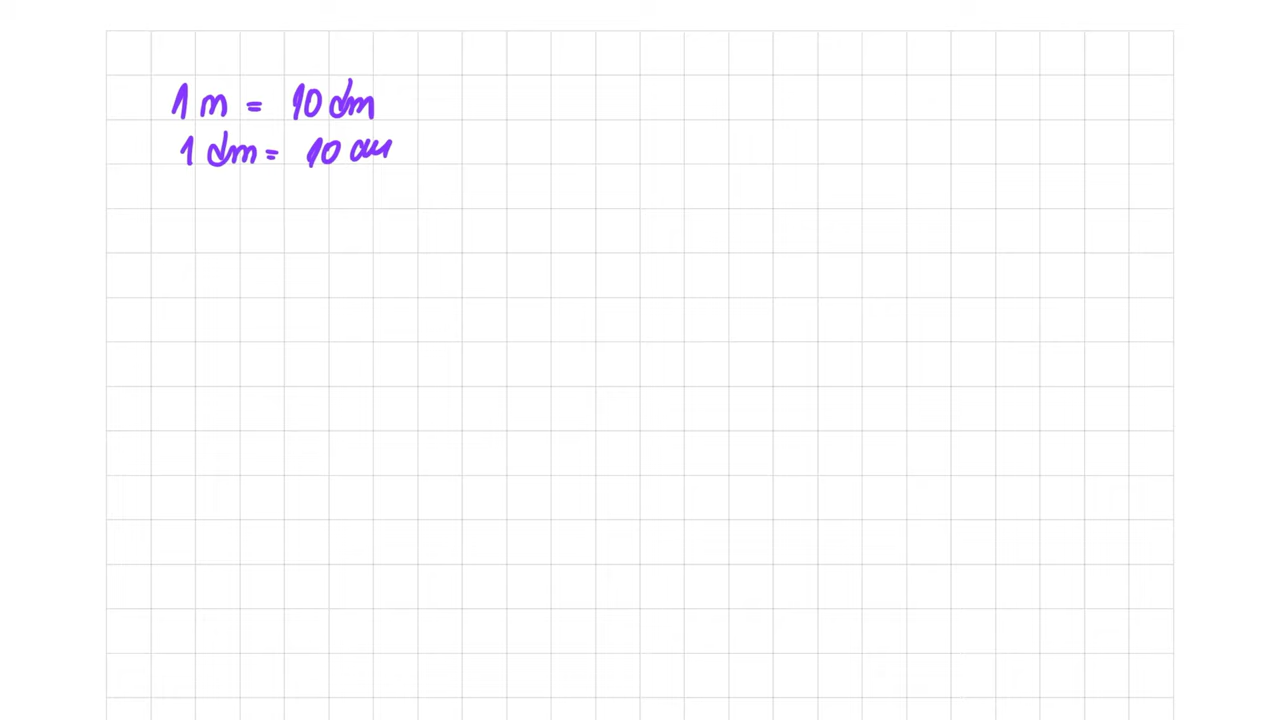 1 m = 10 dm
1 dm = 10 cm